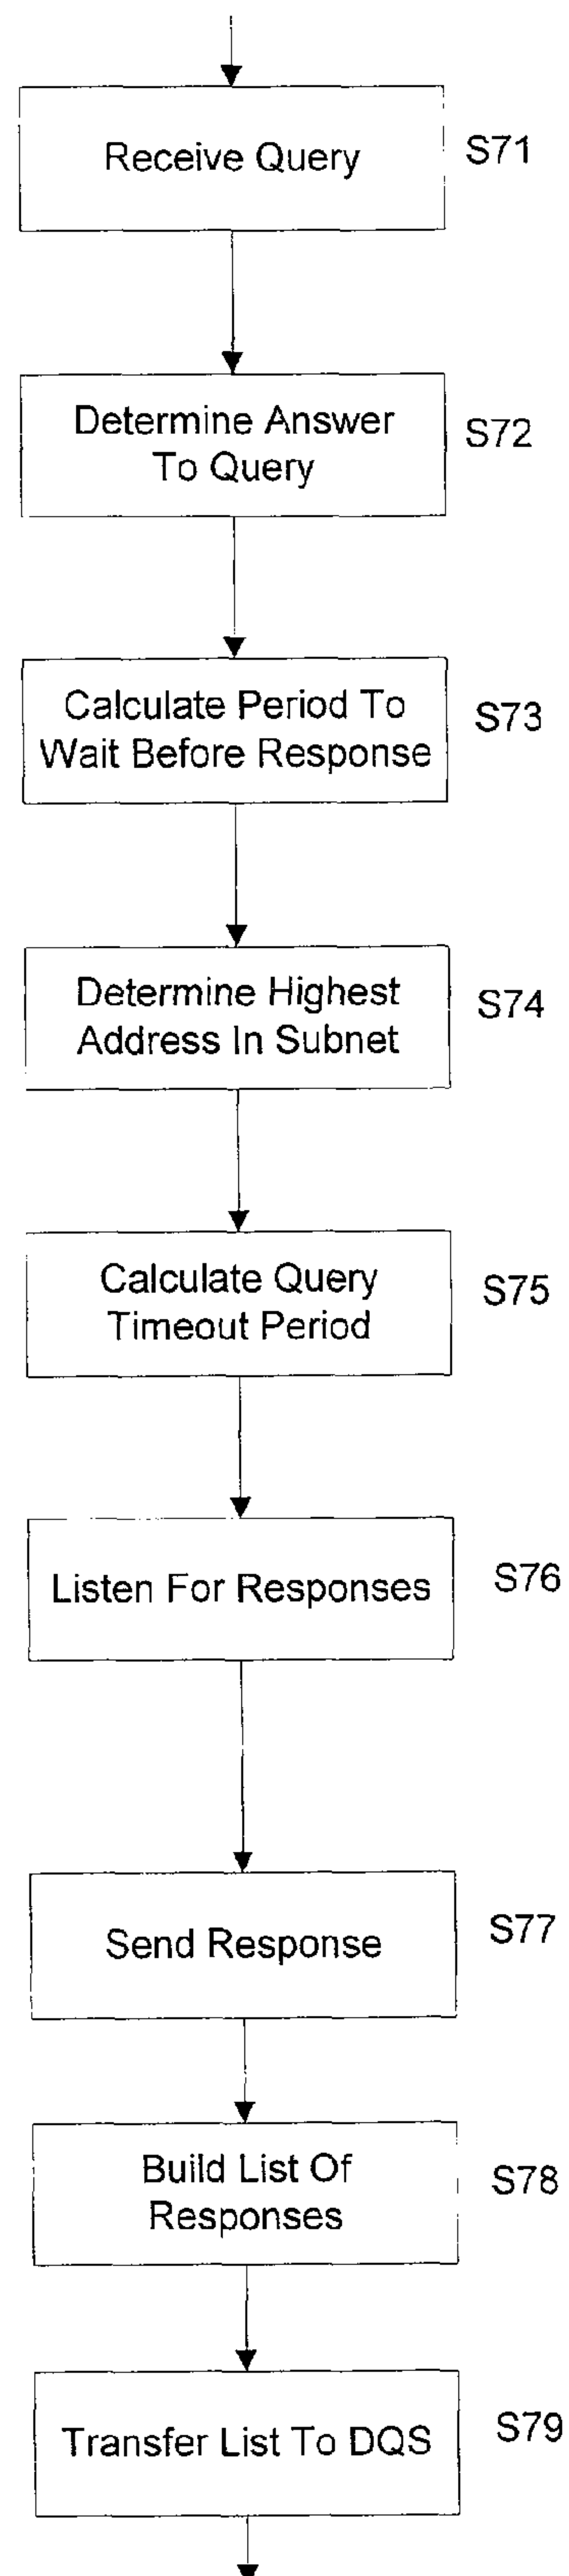 Receive Query
S71
Determine Answer
To Query
S72
Calculate Period To
Wait Before Response
S73
Determine Highest
Address In Subnet
S74
Calculate Query
Timeout Period
S75
Listen For Responses
S76
Send Response
S77
Build List Of
Responses
S78
Transfer List To DQS
S79